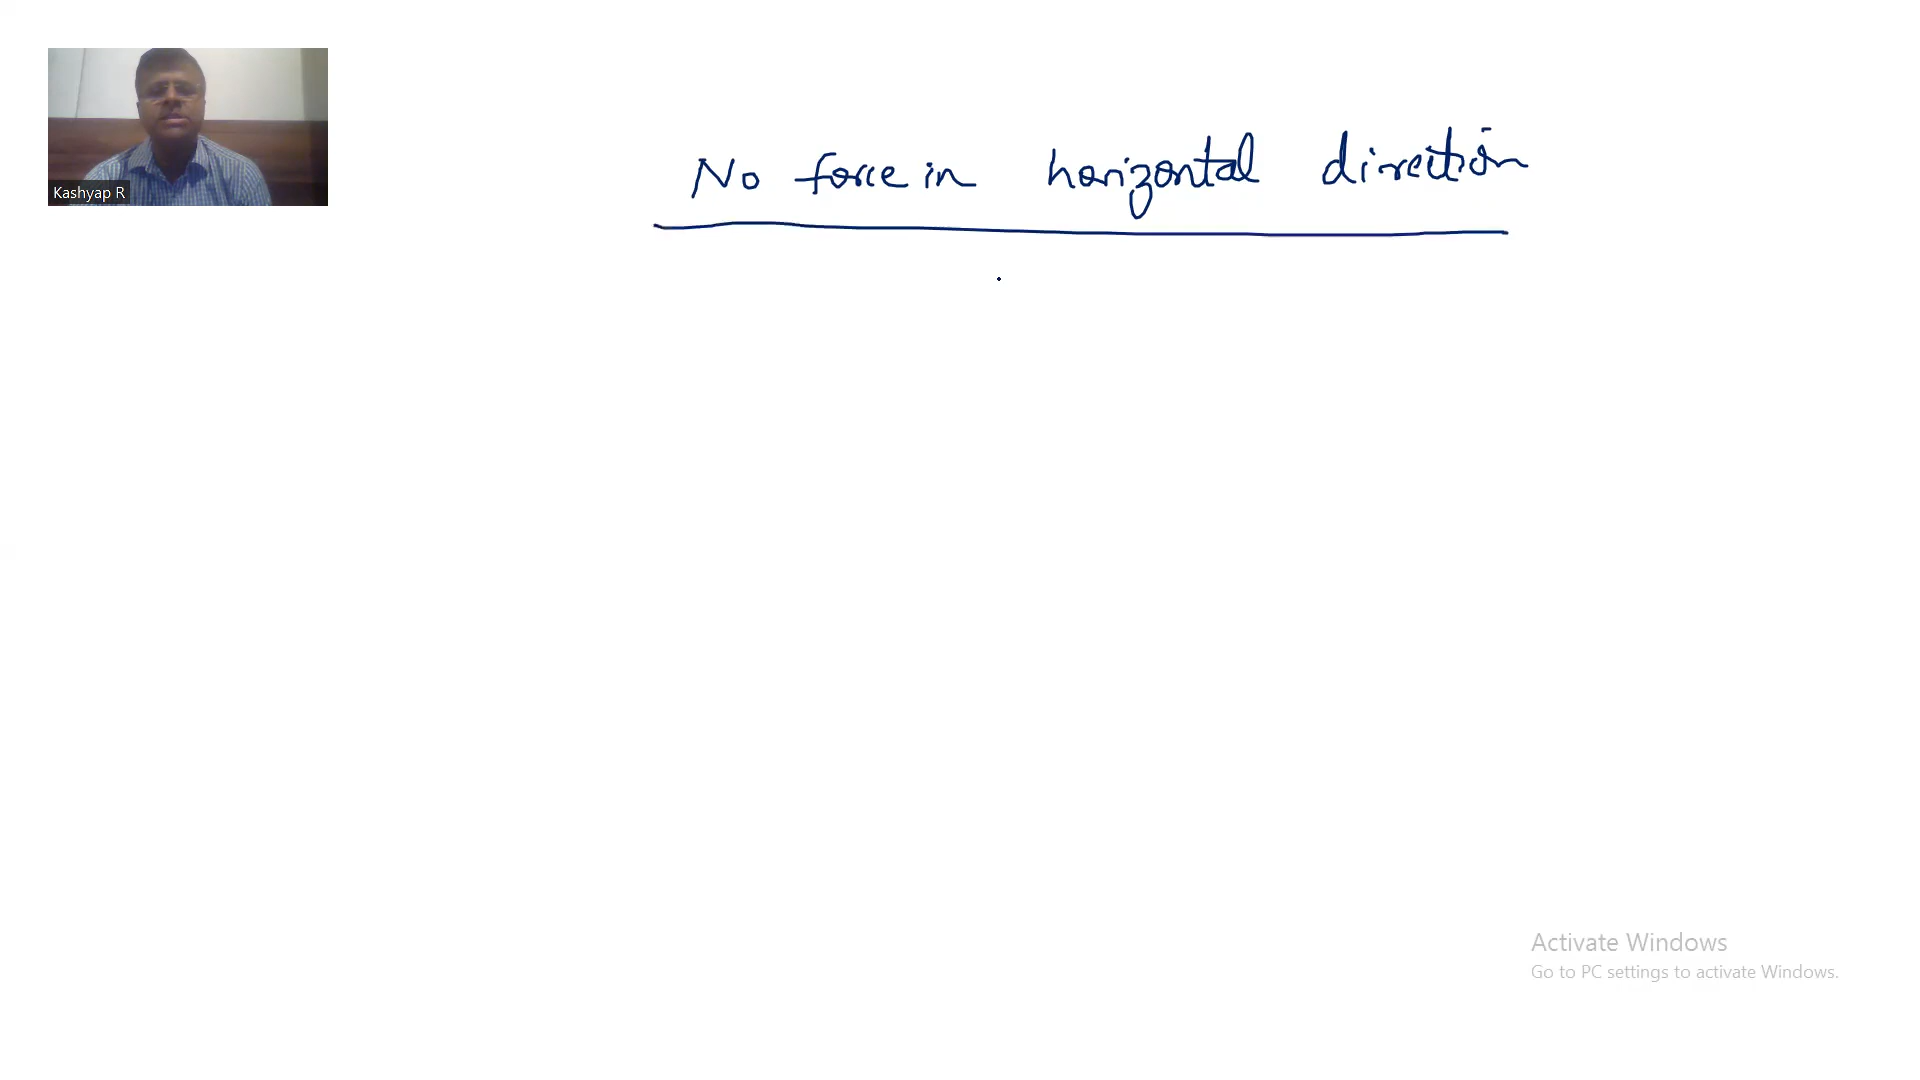 No force in horizontal direction
Kashyap R
Activate Windows
Go to PC settings to activate Windows.